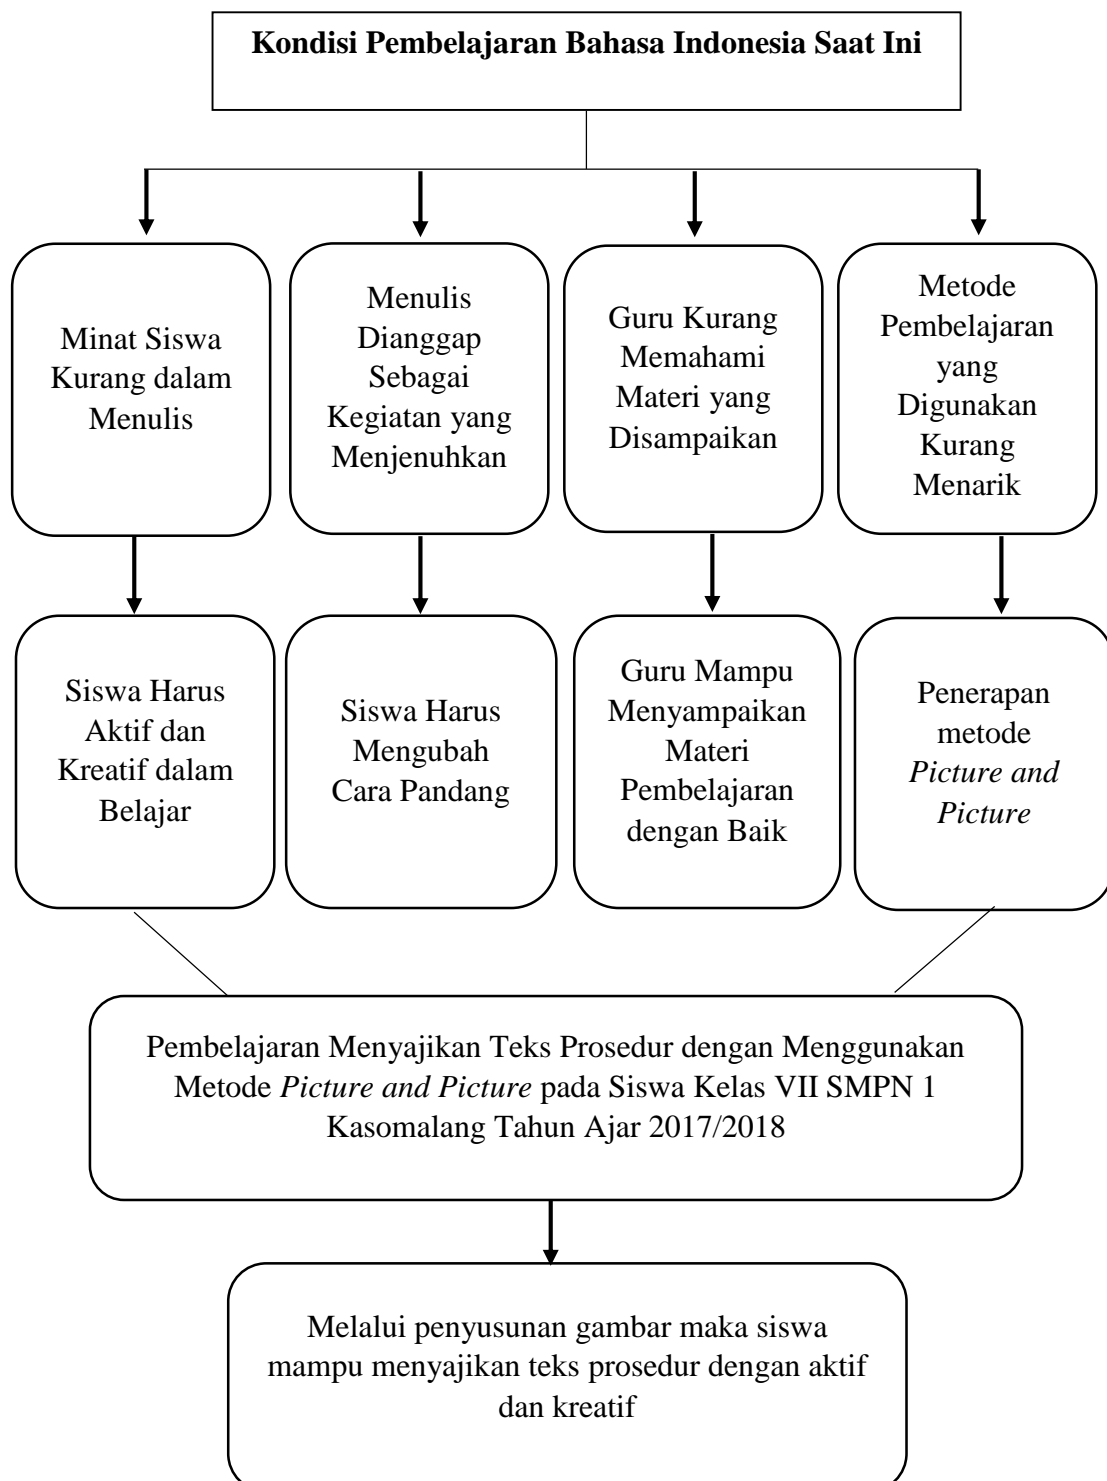 Kondisi Pembelajaran Bahasa Indonesia Saat Ini
Minat Siswa
Kurang dalam
Menulis
Menulis
Dianggap
Sebagai
Kegiatan yang
Menjenuhkan
Guru Kurang
Memahami
Materi yang
Disampaikan
Metode
Pembelajaran
yang
Digunakan
Kurang
Menarik
Siswa Harus
Aktif dan
Kreatif dalam
Belajar
Siswa Harus
Mengubah
Cara Pandang
Guru Mampu
Menyampaikan
Materi
Pembelajaran
dengan Baik
Penerapan
metode
Picture and
Picture
Pembelajaran Menyajikan Teks Prosedur dengan Menggunakan
Metode Picture and Picture pada Siswa Kelas VII SMPN 1
Kasomalang Tahun Ajar 2017/2018
Melalui penyusunan gambar maka siswa
mampu menyajikan teks prosedur dengan aktif
dan kreatif